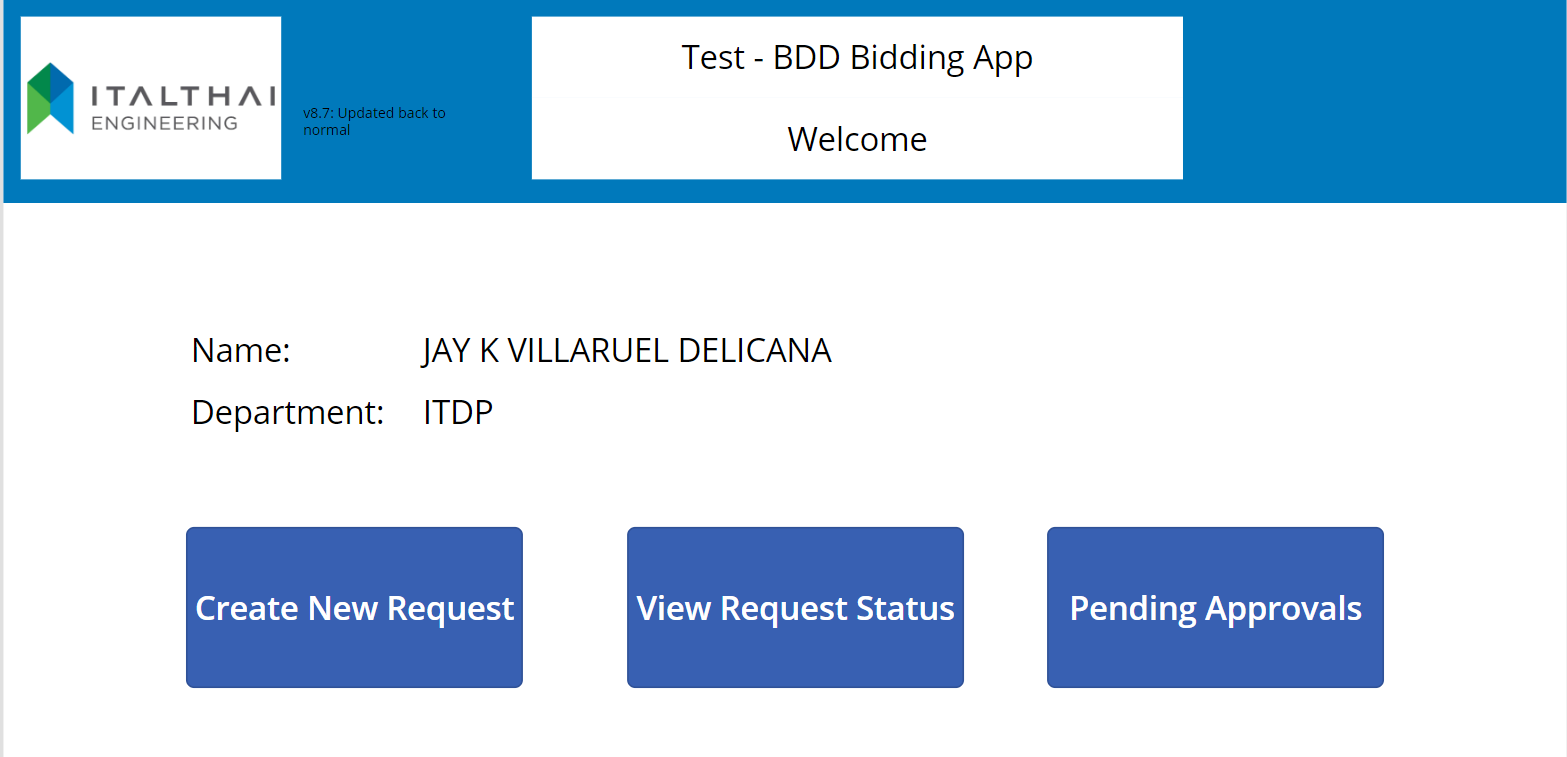 ITALTHAI
ENGINEERING
v8.7: Updated back to
normal
Test - BDD Bidding App
Welcome
Name: JAY K VILLARUEL DELICANA
Department: ITDP
Create New Request
View Request Status
Pending Approvals